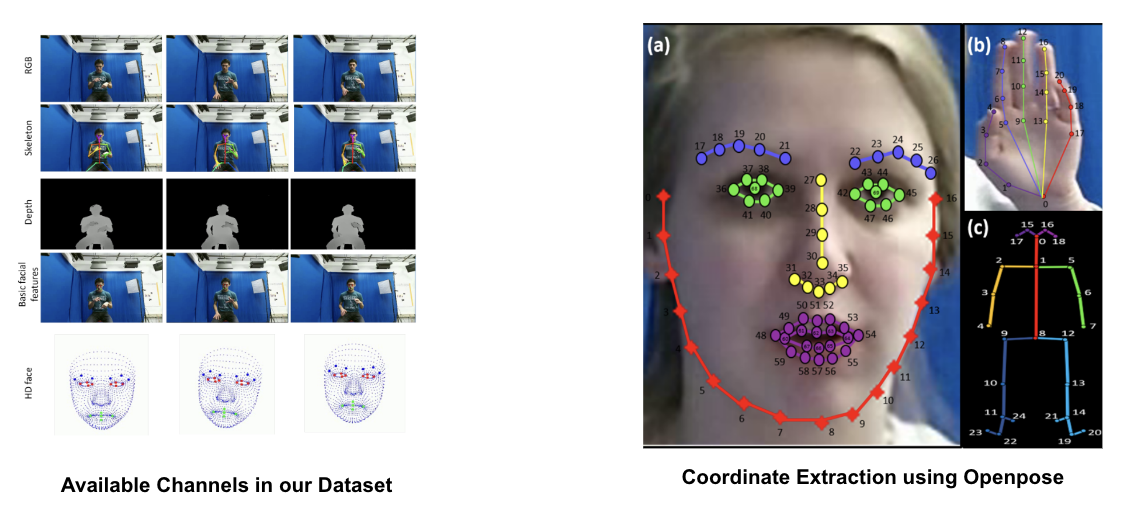 RGB
Skeleton
Depth
Basic facial
features
HD face
Available Channels in our Dataset
(a)
17 18 19 20 21
22 23 24 25 26
37 38
36 39
41 40
43 44
42 45
47 46
27
28
29
30
31 32 33 34 35
50 51 52
49 53
48 54
59 55
58 57 56
0 16
1 15
2 14
3 13
4 12
5 11
6 10
7 8 9
(b)
8 12 16
7 11 15 20
19
6 10 14 18
4 5 9 13 17
3
2
1
0
(c)
15 16
17 0 18
2 1 5
3 6
4 7
9 8 12
10 13
11 24 21 14
23 22 19 20
Coordinate Extraction using Openpose